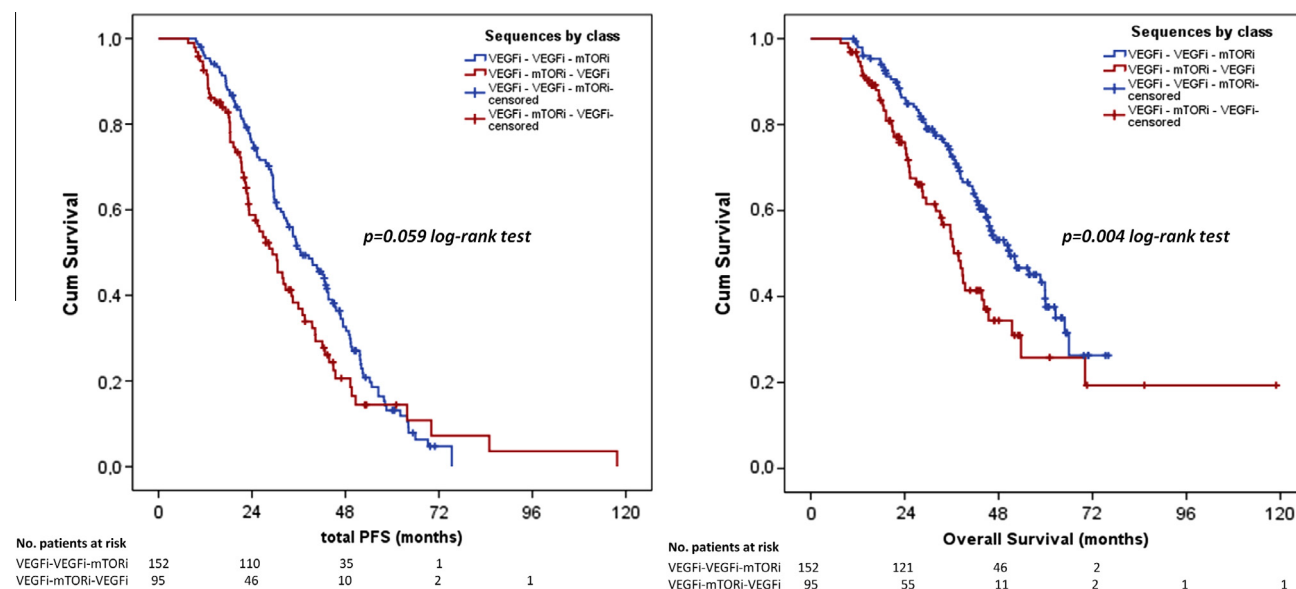 Sequences by class
VEGFi - VEGFi - mTORi
VEGFi - mTORi - VEGFi
VEGFi - VEGFi - mTORi-
censored
VEGFi - mTORi - VEGFi-
censored
p=0.059 log-rank test
Cum Survival
1,0
0,8
0,6
0,4
0,2
0,0
0 24 48 72 96 120
total PFS (months)
No. patients at risk
VEGFi-VEGFi-mTORi 152 110 35 1
VEGFi-mTORi-VEGFi 95 46 10 2 1
Sequences by class
VEGFi - VEGFi - mTORi
VEGFi - mTORi - VEGFi
VEGFi - VEGFi - mTORi-
censored
VEGFi - mTORi - VEGFi-
censored
p=0.004 log-rank test
Cum Survival
1,0
0,8
0,6
0,4
0,2
0,0
0 24 48 72 96 120
Overall Survival (months)
No. patients at risk
VEGFi-VEGFi-mTORi 152 121 46 2
VEGFi-mTORi-VEGFi 95 55 11 2 1 1